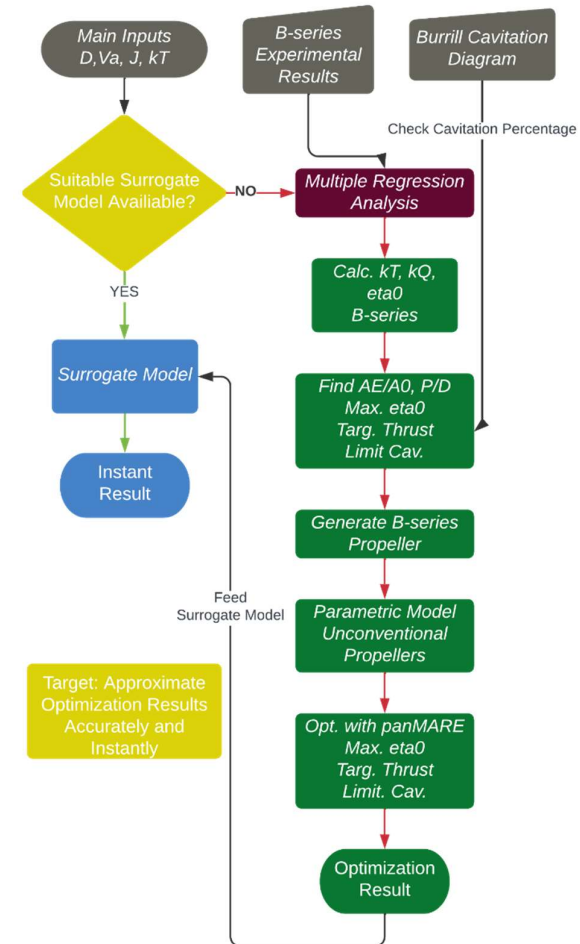 Main Inputs
D,Va, J, kT
B-series
Experimental
Results
Burrill Cavitation
Diagram
Check Cavitation Percentage
Suitable Surrogate
Model Availiable?
NO
Multiple Regression
Analysis
YES
Calc. kT, kQ,
eta0
B-series
Surrogate Model
Find AE/A0, P/D
Max. eta0
Targ. Thrust
Limit Cav.
Instant
Result
Generate B-series
Propeller
Feed
Surrogate Model
Parametric Model
Unconventional
Propellers
Target: Approximate
Optimization Results
Accurately and
Instantly
Opt. with panMARE
Max. eta0
Targ. Thrust
Limit. Cav.
Optimization
Result